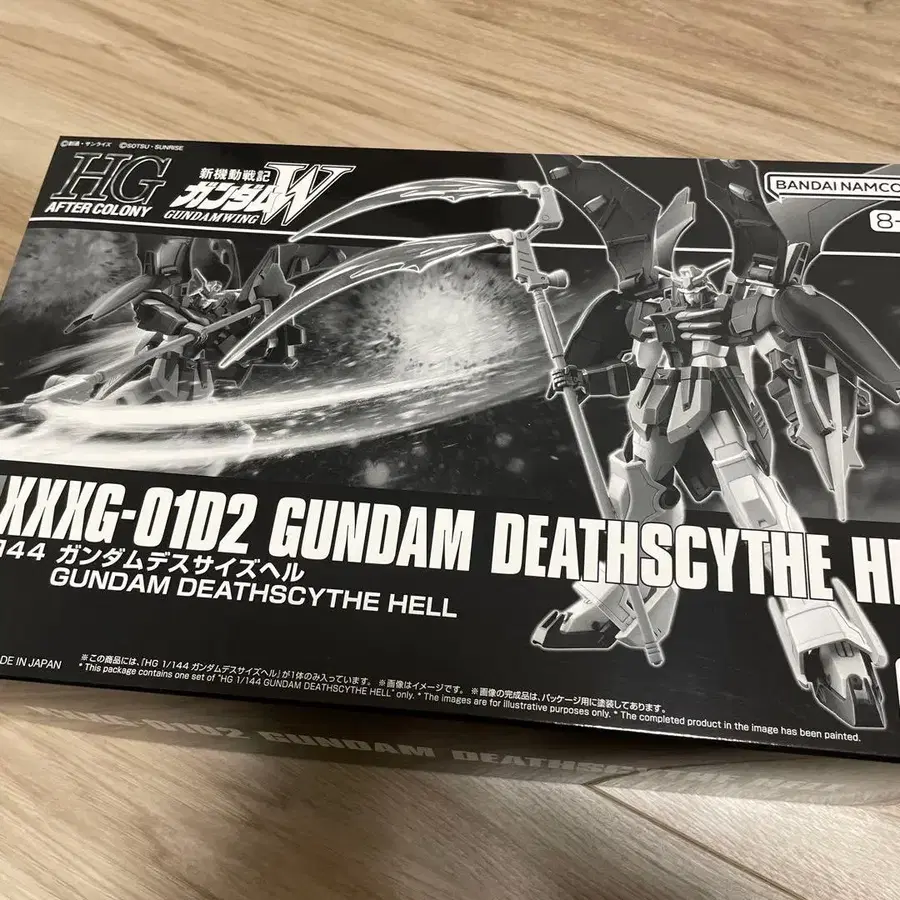 ©創通・サンライズ ©SOTSU・SUNRISE
HG
AFTER COLONY
新機動戦記
ガンダムW
GUNDAMWING
BANDAI NAMCO
8-
XXXG-01D2 GUNDAM DEATHSCYTHE HE
144 ガンダムデスサイズヘル
GUNDAM DEATHSCYTHE HELL
DE IN JAPAN
※この商品には、「HG 1/144 ガンダムデスサイズヘル」が1体のみ入っています。 ※画像はイメージです。 ※画像の完成品は、パッケージ用に塗装してあります。
* This package contains one set of "HG 1/144 GUNDAM DEATHSCYTHE HELL" only. * The images are for illustrative purposes only. * The completed product in the image has been painted.
01D2 GUNDAM DEATHSCYTHE HELL